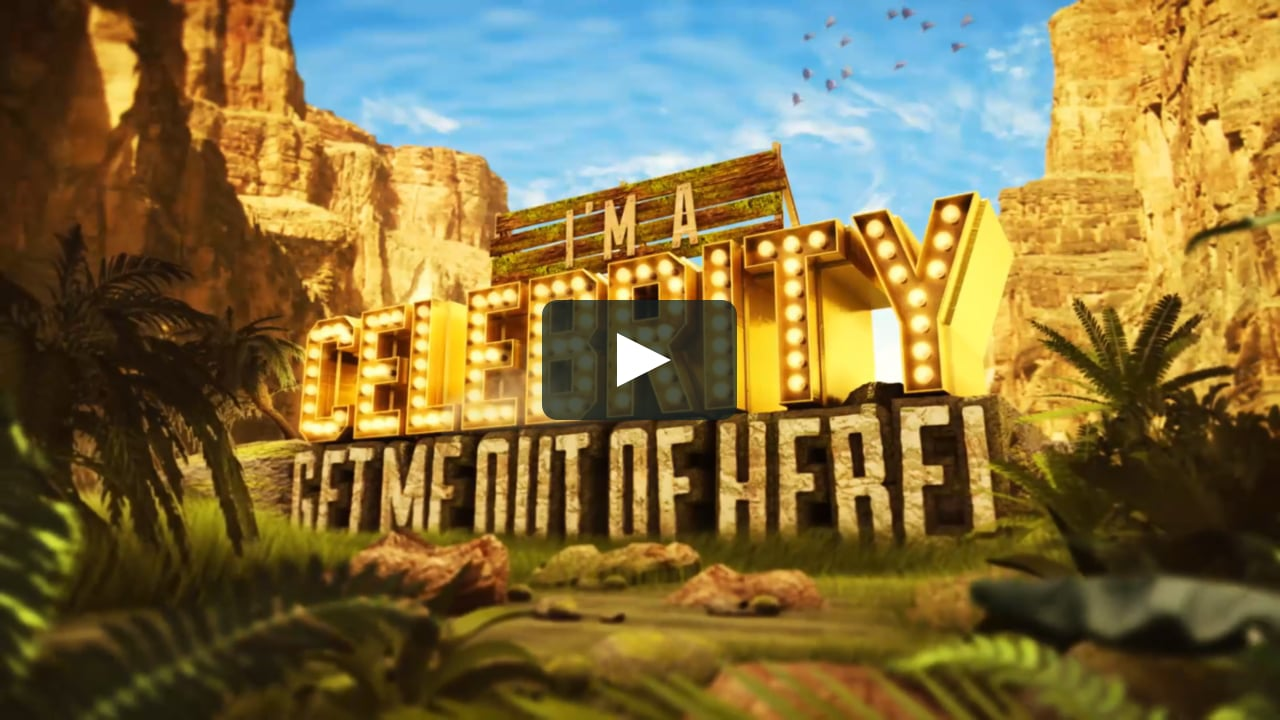 I'M A
CELEBRITY
GET ME OUT OF HERE!